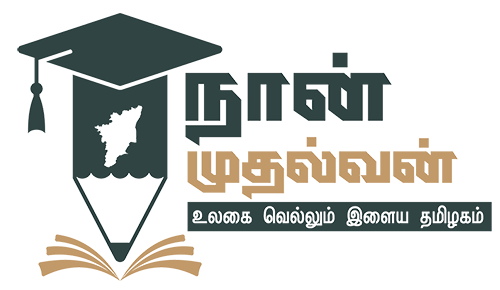 நான்
முதல்வன்
உலகை வெல்லும் இளைய தமிழகம்